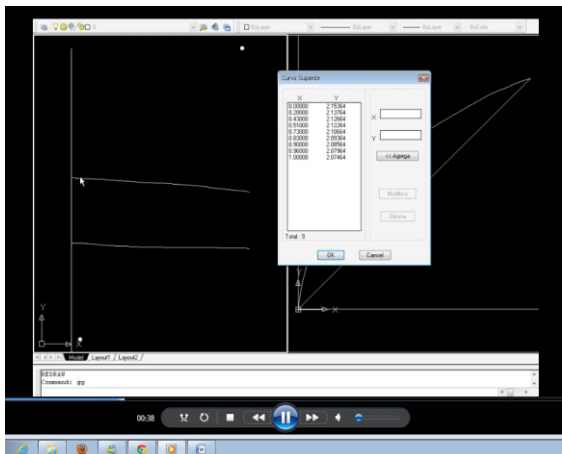 ByLayer
ByLayer
ByLayer
ByColor
Curva Superior
X Y
0.00000 2.15364
0.20000 2.13764
0.43000 2.12864
0.51000 2.12264
0.73000 2.10664
0.83000 2.09364
0.90000 2.08564
0.96000 2.07964
1.00000 2.07464
X
Y
<< Agrega
Modifica
Elimina
Total : 9
OK Cancel
Y
X
Y
X
Model Layout1 Layout2
REDRAW
Command: gg
00:38